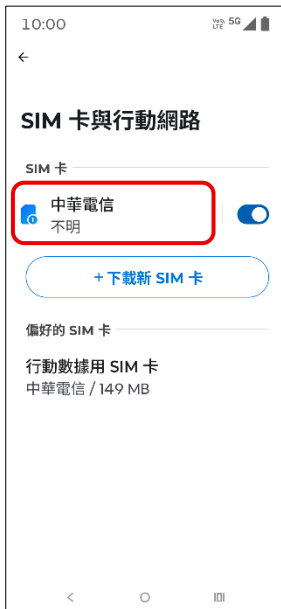 10:00 Vo)) LTE 5G
SIM 卡與行動網路
SIM 卡
中華電信
不明
+下載新 SIM 卡
偏好的 SIM 卡
行動數據用 SIM 卡
中華電信 / 149 MB